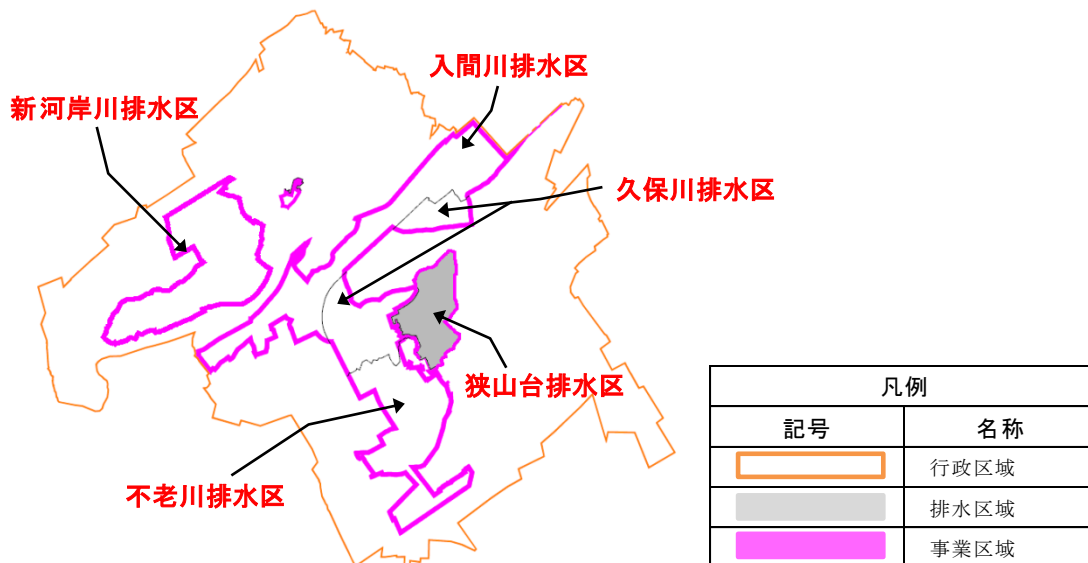 入間川排水区
新河岸川排水区
久保川排水区
狭山台排水区
不老川排水区
凡例
記号 名称
行政区域
排水区域
事業区域